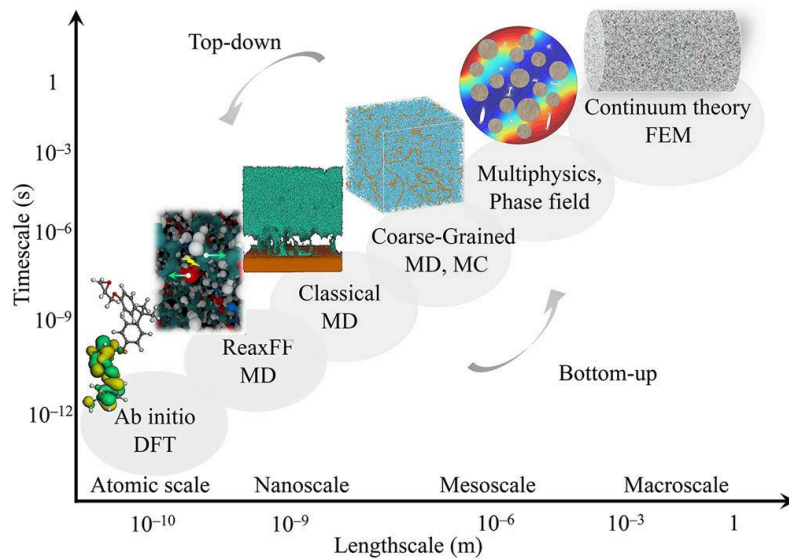 Top-down
1
Continuum theory
FEM
10⁻³
Multiphysics,
Phase field
Timescale (s)
10⁻⁶
Coarse-Grained
MD, MC
Classical
MD
10⁻⁹
ReaxFF
MD
Bottom-up
10⁻¹²
Ab initio
DFT
Atomic scale Nanoscale Mesoscale Macroscale
10⁻¹⁰ 10⁻⁹ 10⁻⁶ 10⁻³ 1
Lengthscale (m)